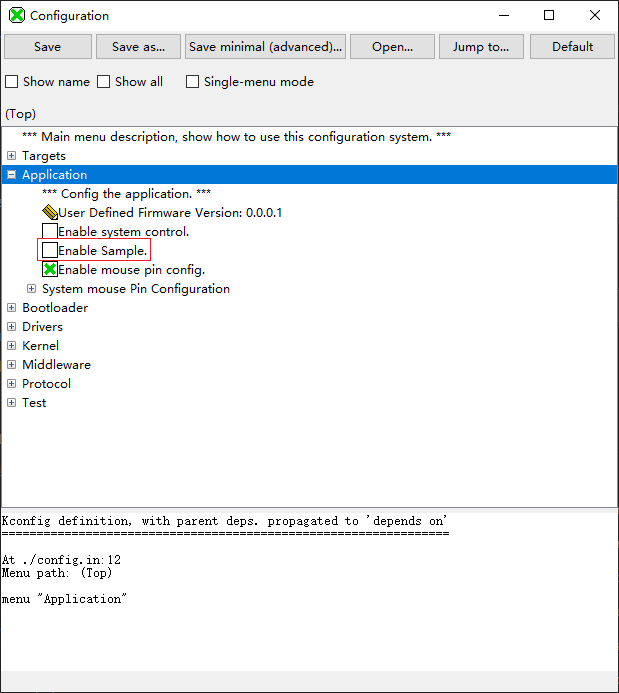 Configuration
Save Save as... Save minimal (advanced)... Open... Jump to... Default
Show name Show all Single-menu mode
(Top)
*** Main menu description, show how to use this configuration system. ***
Targets
Application
*** Config the application. ***
User Defined Firmware Version: 0.0.0.1
Enable system control.
Enable Sample.
Enable mouse pin config.
System mouse Pin Configuration
Bootloader
Drivers
Kernel
Middleware
Protocol
Test
Kconfig definition, with parent deps. propagated to 'depends on'
================================================================
At ./config.in:12
Menu path: (Top)
menu "Application"